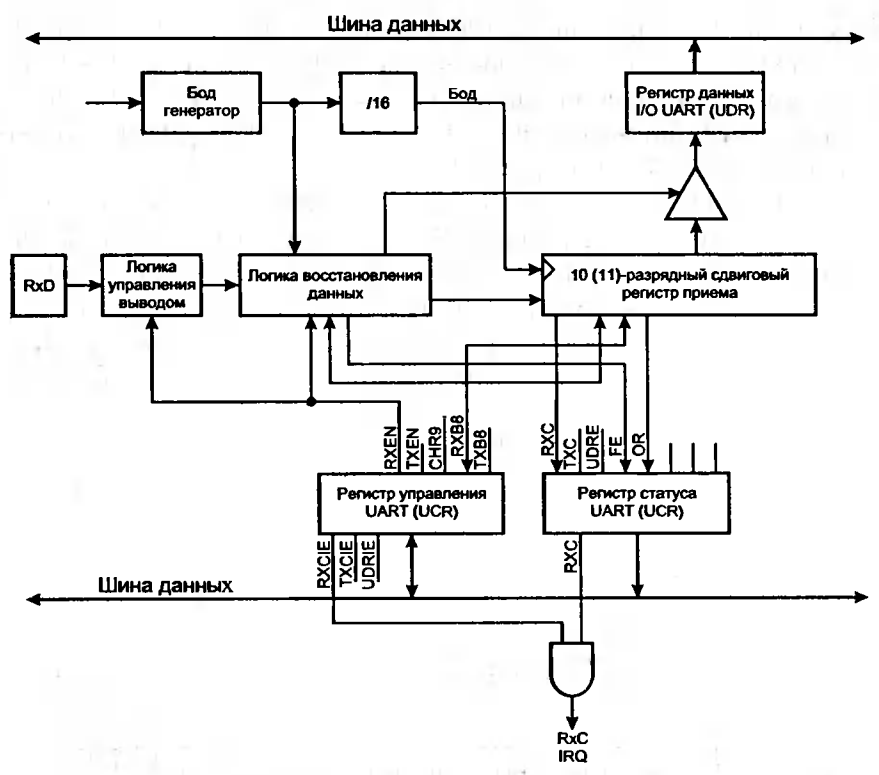 Шина данных
Бод
генератор
/16
Бод
Регистр данных
I/O UART (UDR)
RxD
Логика
управления
выводом
Логика восстановления
данных
10 (11)-разрядный сдвиговый
регистр приема
RXEN
TXEN
CHR9
RXB8
TXB8
RXC
TXC
UDRE
FE
OR
Регистр управления
UART (UCR)
Регистр статуса
UART (UCR)
RXCIE
TXCIE
UDRIE
RXC
Шина данных
RxC
IRQ